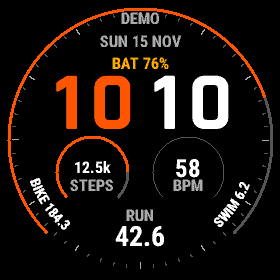 DEMO
SUN 15 NOV
BAT 76%
10 10
12.5k
STEPS
58
BPM
BIKE 184.3
SWIM 6.2
RUN
42.6